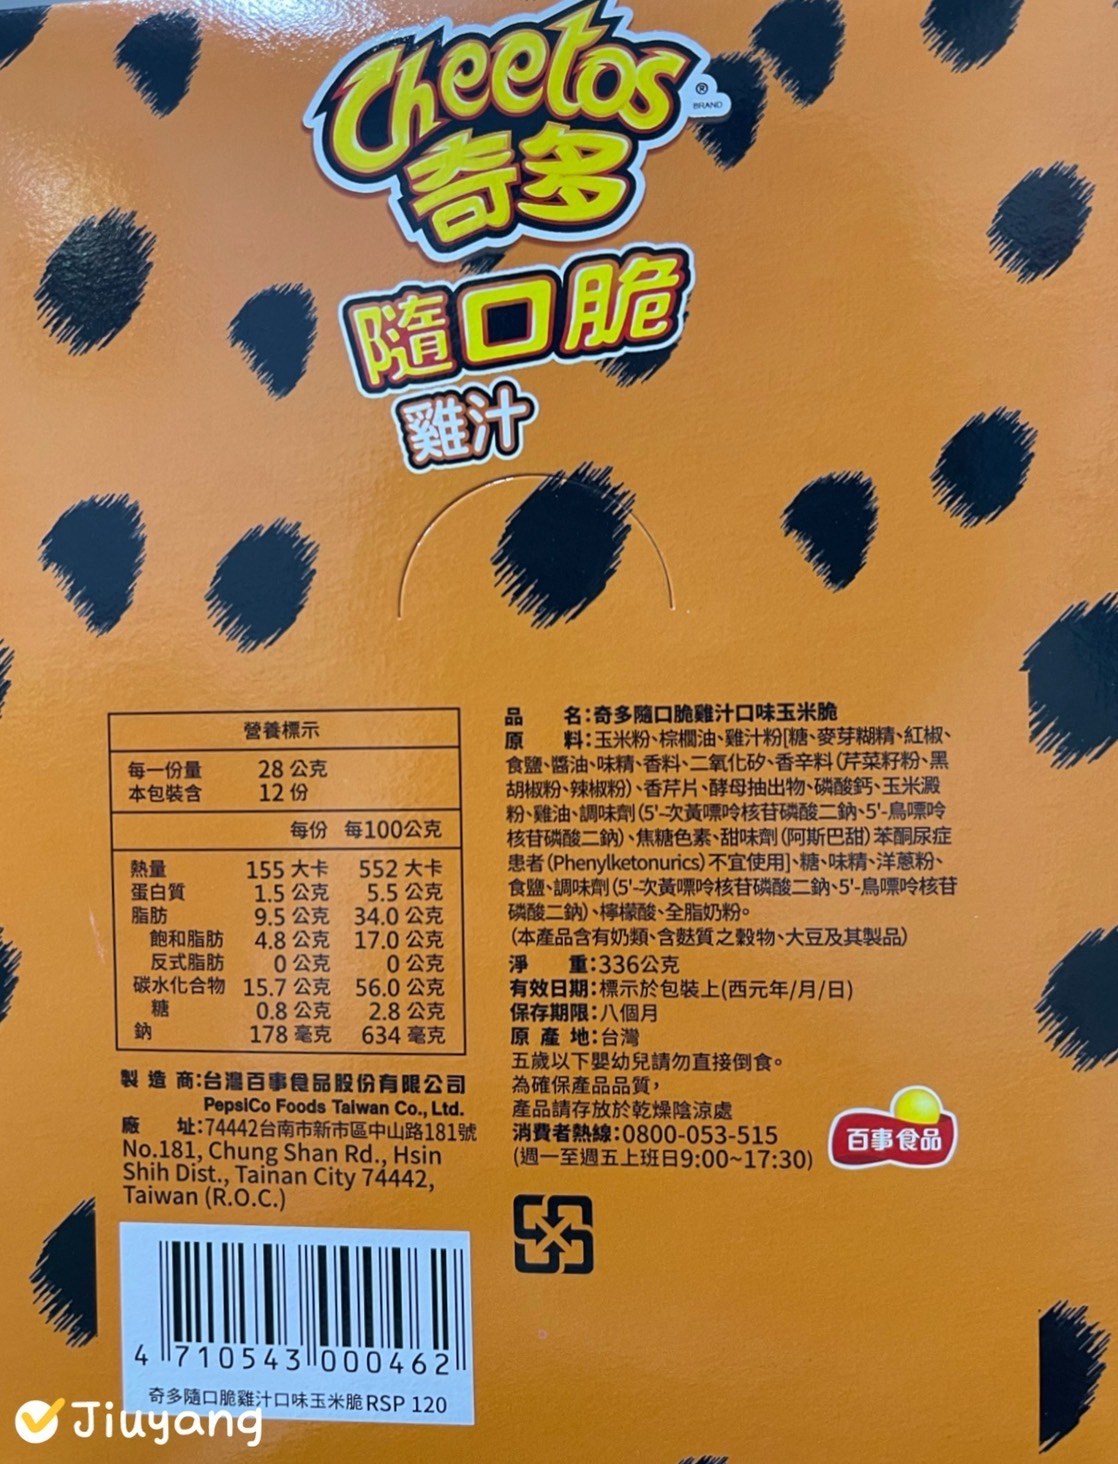 Cheetos®
BRAND
奇多
隨口脆
雞汁
營養標示
每一份量 28 公克
本包裝含 12 份
每份 每100公克
熱量 155 大卡 552 大卡
蛋白質 1.5 公克 5.5 公克
脂肪 9.5 公克 34.0 公克
飽和脂肪 4.8 公克 17.0 公克
反式脂肪 0 公克 0 公克
碳水化合物 15.7 公克 56.0 公克
糖 0.8 公克 2.8 公克
鈉 178 毫克 634 毫克
製造商:台灣百事食品股份有限公司
PepsiCo Foods Taiwan Co., Ltd.
廠 址:74442台南市新市區中山路181號
No.181, Chung Shan Rd., Hsin
Shih Dist., Tainan City 74442,
Taiwan (R.O.C.)
品 名:奇多隨口脆雞汁口味玉米脆
原 料:玉米粉、棕櫚油、雞汁粉[糖、麥芽糊精、紅椒、
食鹽、醬油、味精、香料、二氧化矽、香辛料(芹菜籽粉、黑
胡椒粉、辣椒粉)、香芹片、酵母抽出物、磷酸鈣、玉米澱
粉、雞油、調味劑(5'-次黃嘌呤核苷磷酸二鈉、5'-鳥嘌呤
核苷磷酸二鈉)、焦糖色素、甜味劑(阿斯巴甜)苯酮尿症
患者(Phenylketonurics)不宜使用]、糖、味精、洋蔥粉、
食鹽、調味劑(5'-次黃嘌呤核苷磷酸二鈉、5'-鳥嘌呤核苷
磷酸二鈉)、檸檬酸、全脂奶粉。
(本產品含有奶類、含麩質之穀物、大豆及其製品)
淨 重:336公克
有效日期:標示於包裝上(西元年/月/日)
保存期限:八個月
原 產 地:台灣
五歲以下嬰幼兒請勿直接倒食。
為確保產品品質，
產品請存放於乾燥陰涼處
消費者熱線:0800-053-515
(週一至週五上班日9:00~17:30)
百事食品
4 710543 000462
奇多隨口脆雞汁口味玉米脆RSP 120
Jiuyang